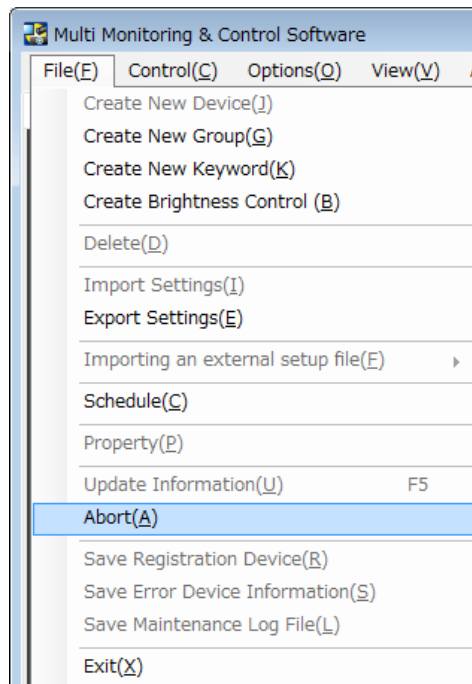 Multi Monitoring & Control Software
File(F) Control(C) Options(O) View(V)
Create New Device(J)
Create New Group(G)
Create New Keyword(K)
Create Brightness Control (B)
Delete(D)
Import Settings(I)
Export Settings(E)
Importing an external setup file(F)
Schedule(C)
Property(P)
Update Information(U) F5
Abort(A)
Save Registration Device(R)
Save Error Device Information(S)
Save Maintenance Log File(L)
Exit(X)